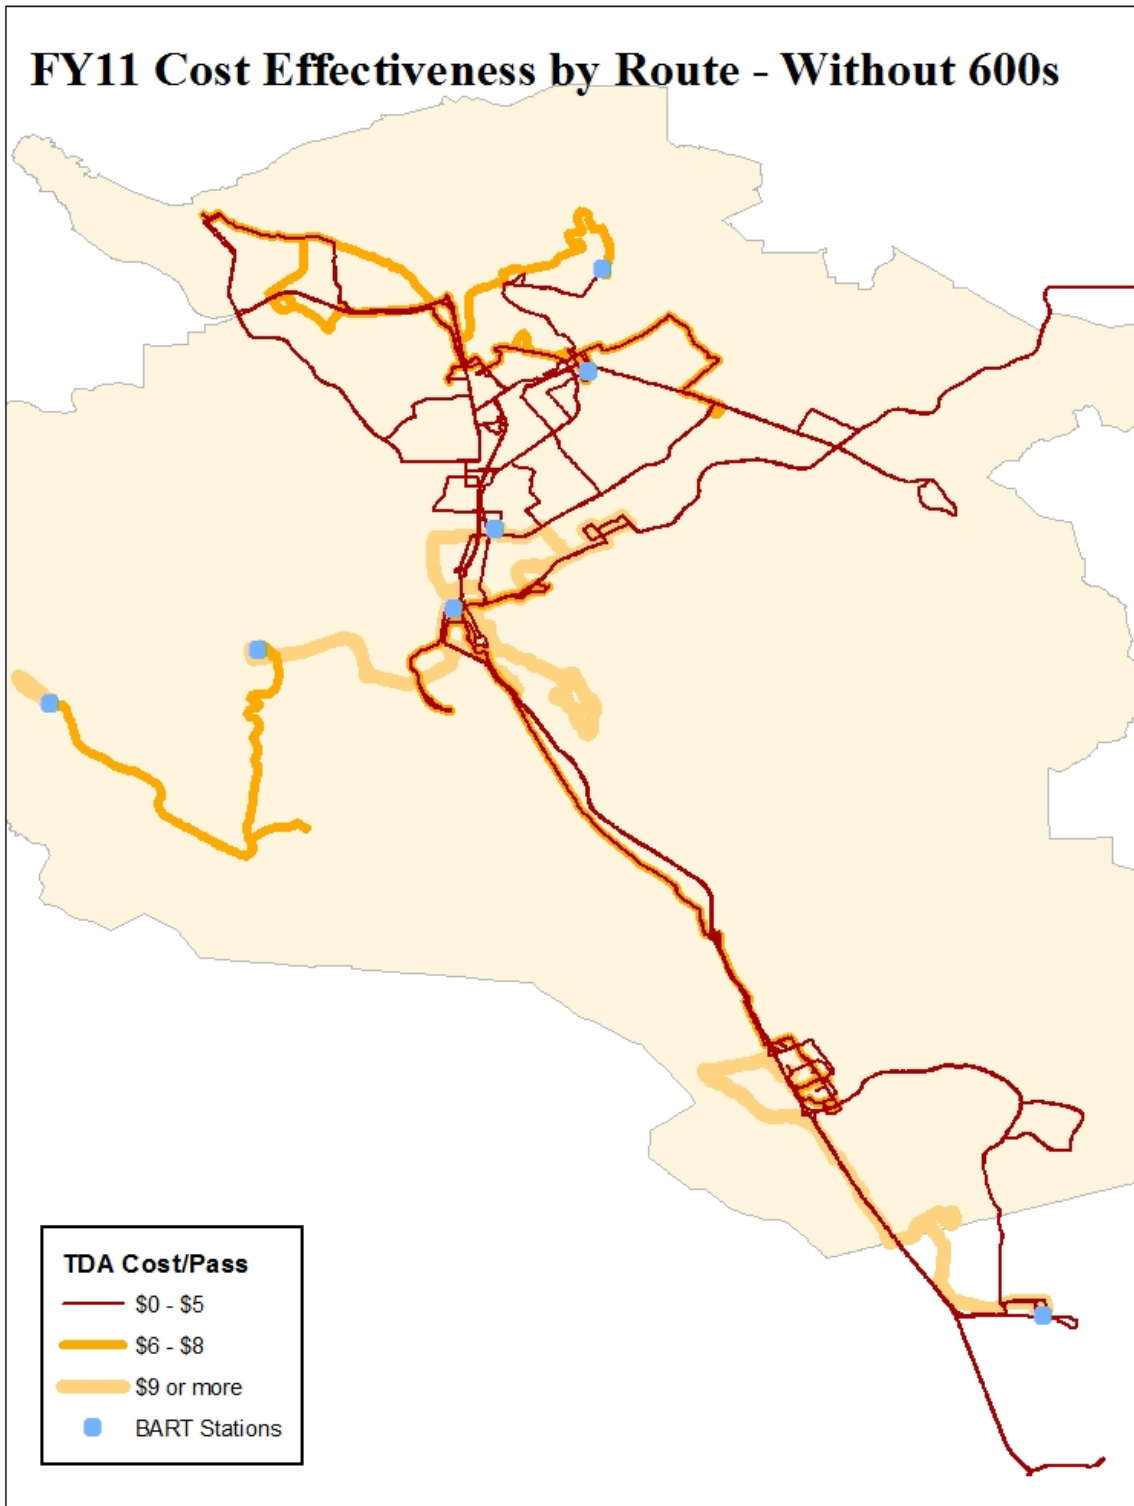 FY11 Cost Effectiveness by Route - Without 600s
TDA Cost/Pass
$0 - $5
$6 - $8
$9 or more
BART Stations